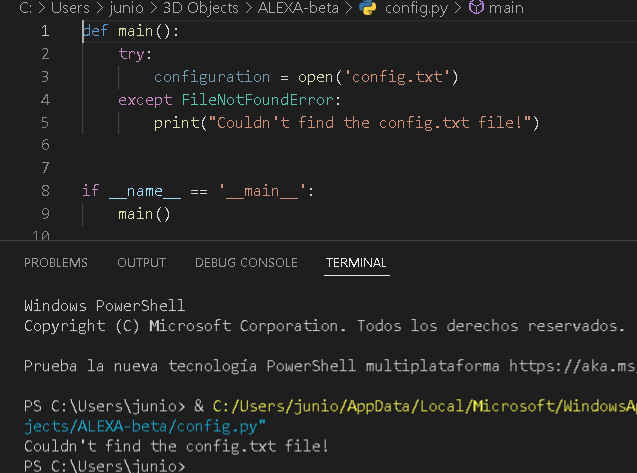 C: > Users > junio > 3D Objects > ALEXA-beta > config.py > main
1 def main():
2 try:
3 configuration = open('config.txt')
4 except FileNotFoundError:
5 print("Couldn't find the config.txt file!")
6
7
8 if __name__ == '__main__':
9 main()
10
PROBLEMS OUTPUT DEBUG CONSOLE TERMINAL
Windows PowerShell
Copyright (C) Microsoft Corporation. Todos los derechos reservados.
Prueba la nueva tecnología PowerShell multiplataforma https://aka.ms/
PS C:\Users\junio> & C:/Users/junio/AppData/Local/Microsoft/WindowsAp
jects/ALEXA-beta/config.py"
Couldn't find the config.txt file!
PS C:\Users\junio>